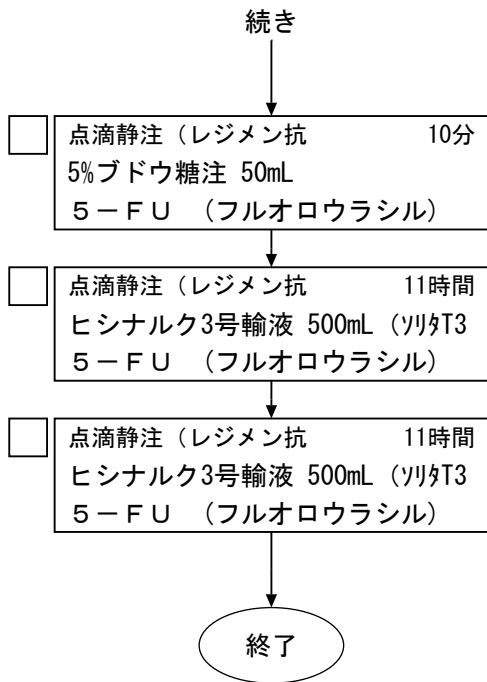 続き
点滴静注（レジメン抗 10分
5%ブドウ糖注 50mL
５－ＦＵ （フルオロウラシル）
点滴静注（レジメン抗 11時間
ヒシナルク3号輸液 500mL（ｿﾘﾀT3
５－ＦＵ （フルオロウラシル）
点滴静注（レジメン抗 11時間
ヒシナルク3号輸液 500mL（ｿﾘﾀT3
５－ＦＵ （フルオロウラシル）
終了